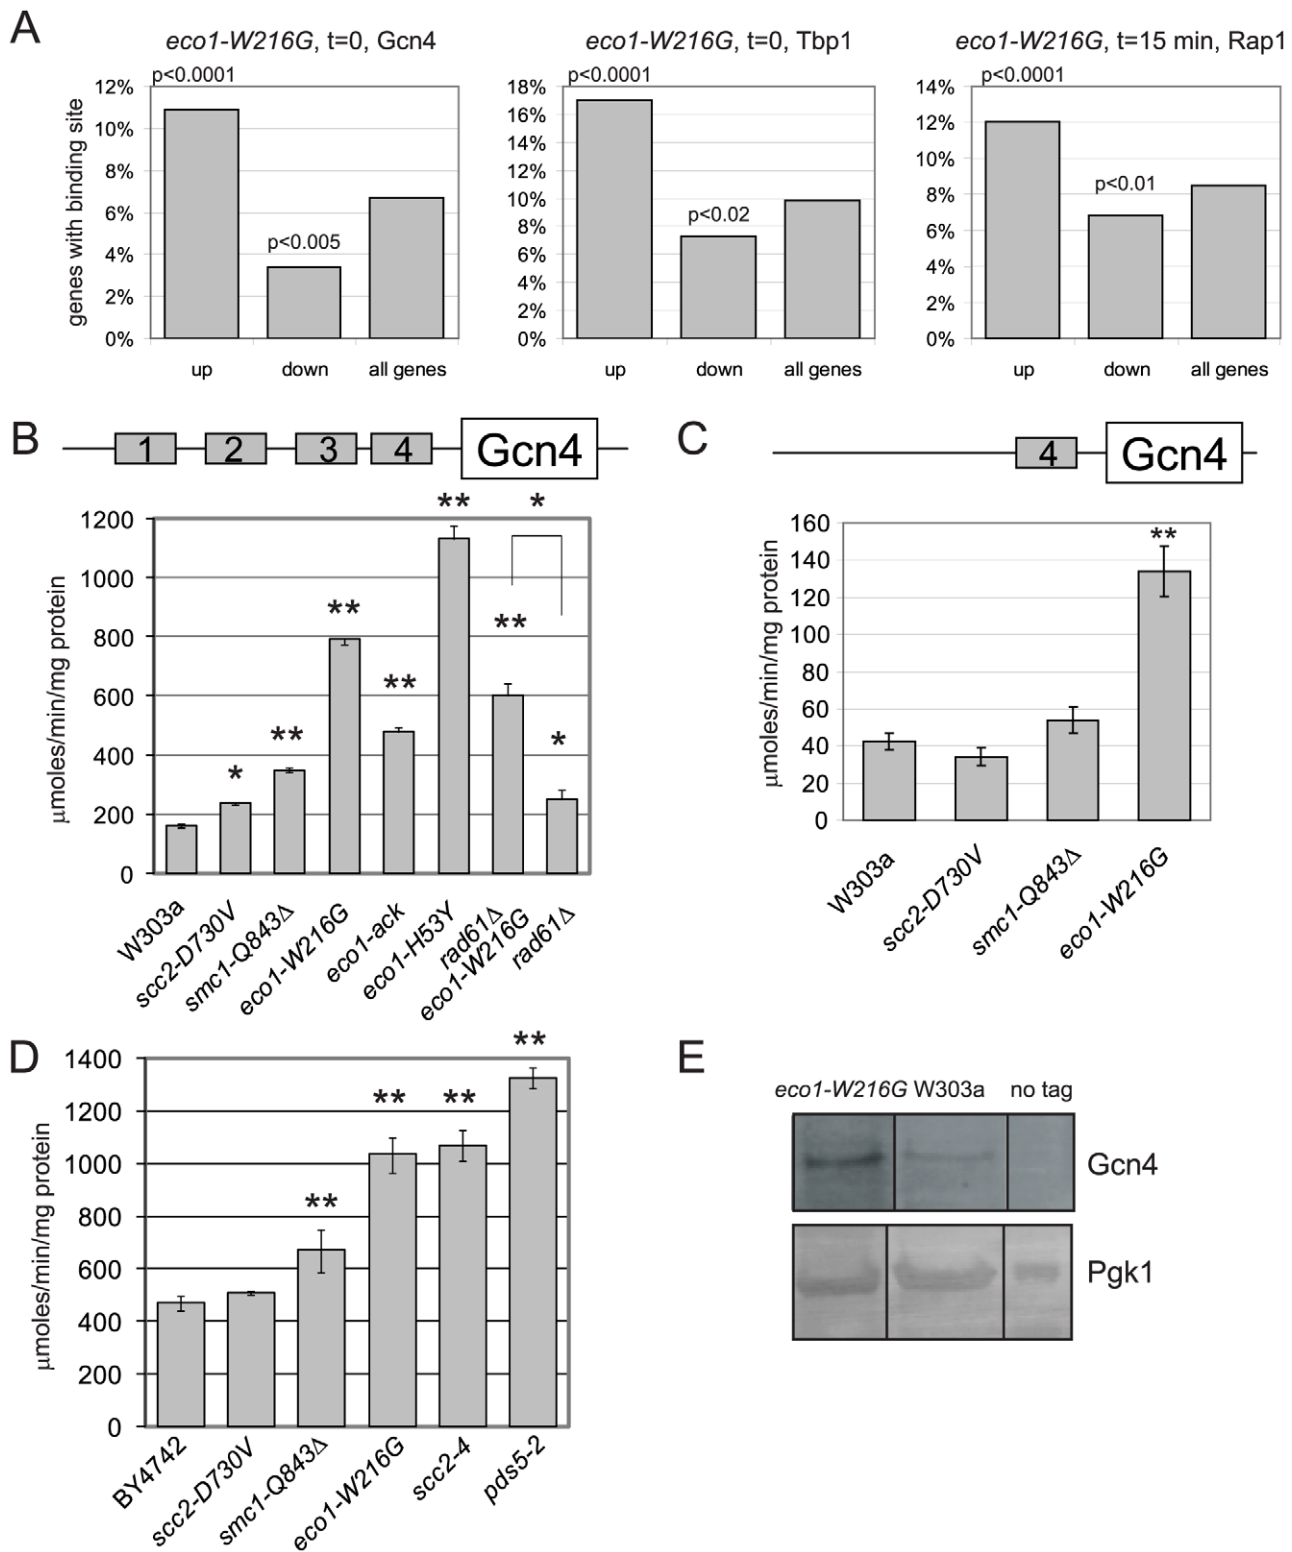 A
eco1-W216G, t=0, Gcn4
eco1-W216G, t=0, Tbp1
eco1-W216G, t=15 min, Rap1
genes with binding site
p<0.0001
12%
10%
8%
6%
4%
2%
0%
p<0.005
up
down
all genes
p<0.0001
18%
16%
14%
12%
10%
8%
6%
4%
2%
0%
p<0.02
up
down
all genes
p<0.0001
14%
12%
10%
8%
6%
4%
2%
0%
p<0.01
up
down
all genes
B
1 2 3 4 Gcn4
µmoles/min/mg protein
1200
1000
800
600
400
200
0
*
**
**
**
**
**
*
*
W303a
scc2-D730V
smc1-Q843Δ
eco1-W216G
eco1-ack
eco1-H53Y
rad61Δ
eco1-W216G
rad61Δ
C
4 Gcn4
µmoles/min/mg protein
160
140
120
100
80
60
40
20
0
**
W303a
scc2-D730V
smc1-Q843Δ
eco1-W216G
D
µmoles/min/mg protein
1400
1200
1000
800
600
400
200
0
**
**
**
**
BY4742
scc2-D730V
smc1-Q843Δ
eco1-W216G
scc2-4
pds5-2
E
eco1-W216G W303a no tag
Gcn4
Pgk1